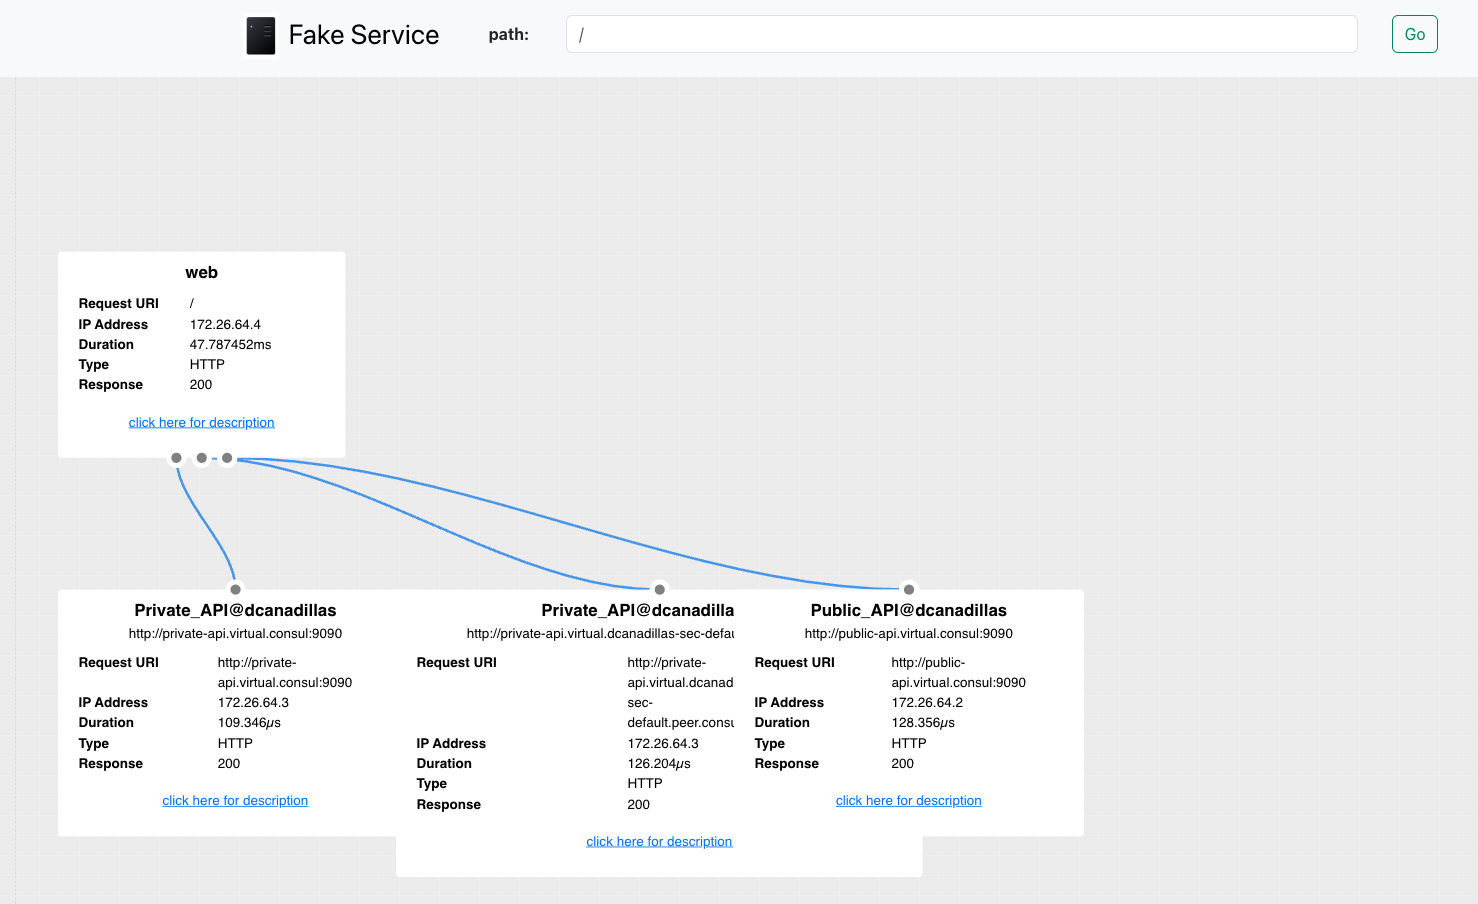 Fake Service
path:
/
Go
web
Request URI /
IP Address 172.26.64.4
Duration 47.787452ms
Type HTTP
Response 200
click here for description
Private_API@dcanadillas
http://private-api.virtual.consul:9090
Request URI http://private-
api.virtual.consul:9090
IP Address 172.26.64.3
Duration 109.346µs
Type HTTP
Response 200
click here for description
Private_API@dcanadilla
http://private-api.virtual.dcanadillas-sec-defau
Request URI http://private-
api.virtual.dcanad
sec-
default.peer.consu
IP Address 172.26.64.3
Duration 126.204µs
Type HTTP
Response 200
click here for description
Public_API@dcanadillas
http://public-api.virtual.consul:9090
Request URI http://public-
api.virtual.consul:9090
IP Address 172.26.64.2
Duration 128.356µs
Type HTTP
Response 200
click here for description